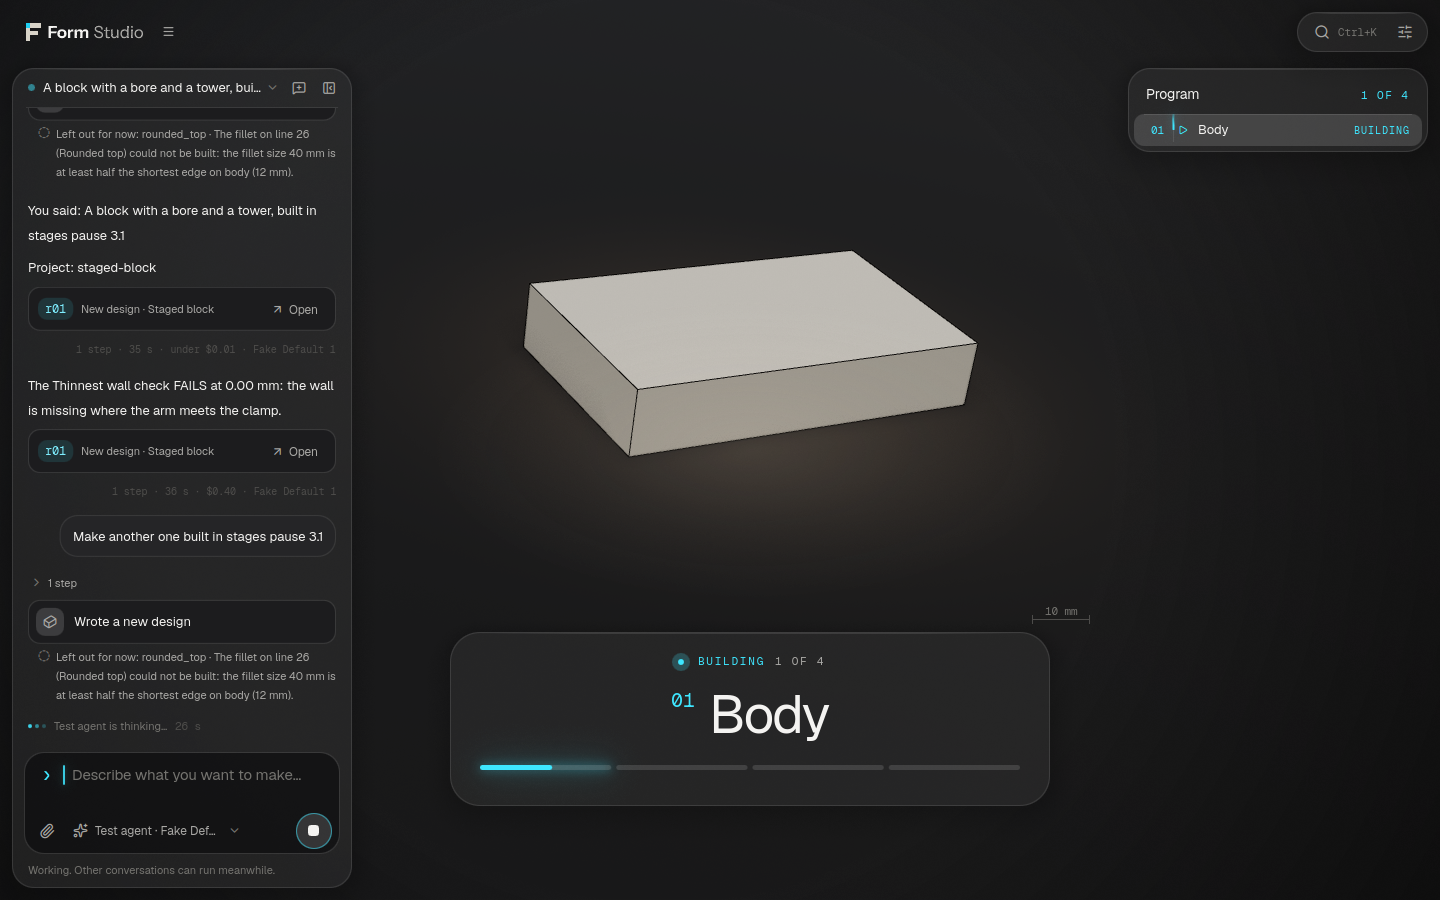 Form Studio
Ctrl+K
A block with a bore and a tower, bui...
Left out for now: rounded_top · The fillet on line 26
(Rounded top) could not be built: the fillet size 40 mm is
at least half the shortest edge on body (12 mm).
You said: A block with a bore and a tower, built in
stages pause 3.1
Project: staged-block
r01 New design · Staged block Open
1 step · 35 s · under $0.01 · Fake Default 1
The Thinnest wall check FAILS at 0.00 mm: the wall
is missing where the arm meets the clamp.
r01 New design · Staged block Open
1 step · 36 s · $0.40 · Fake Default 1
Make another one built in stages pause 3.1
1 step
Wrote a new design
Left out for now: rounded_top · The fillet on line 26
(Rounded top) could not be built: the fillet size 40 mm is
at least half the shortest edge on body (12 mm).
Test agent is thinking... 26 s
Describe what you want to make...
Test agent · Fake Def...
Working. Other conversations can run meanwhile.
Program 1 OF 4
01 Body BUILDING
10 mm
BUILDING 1 OF 4
01 Body